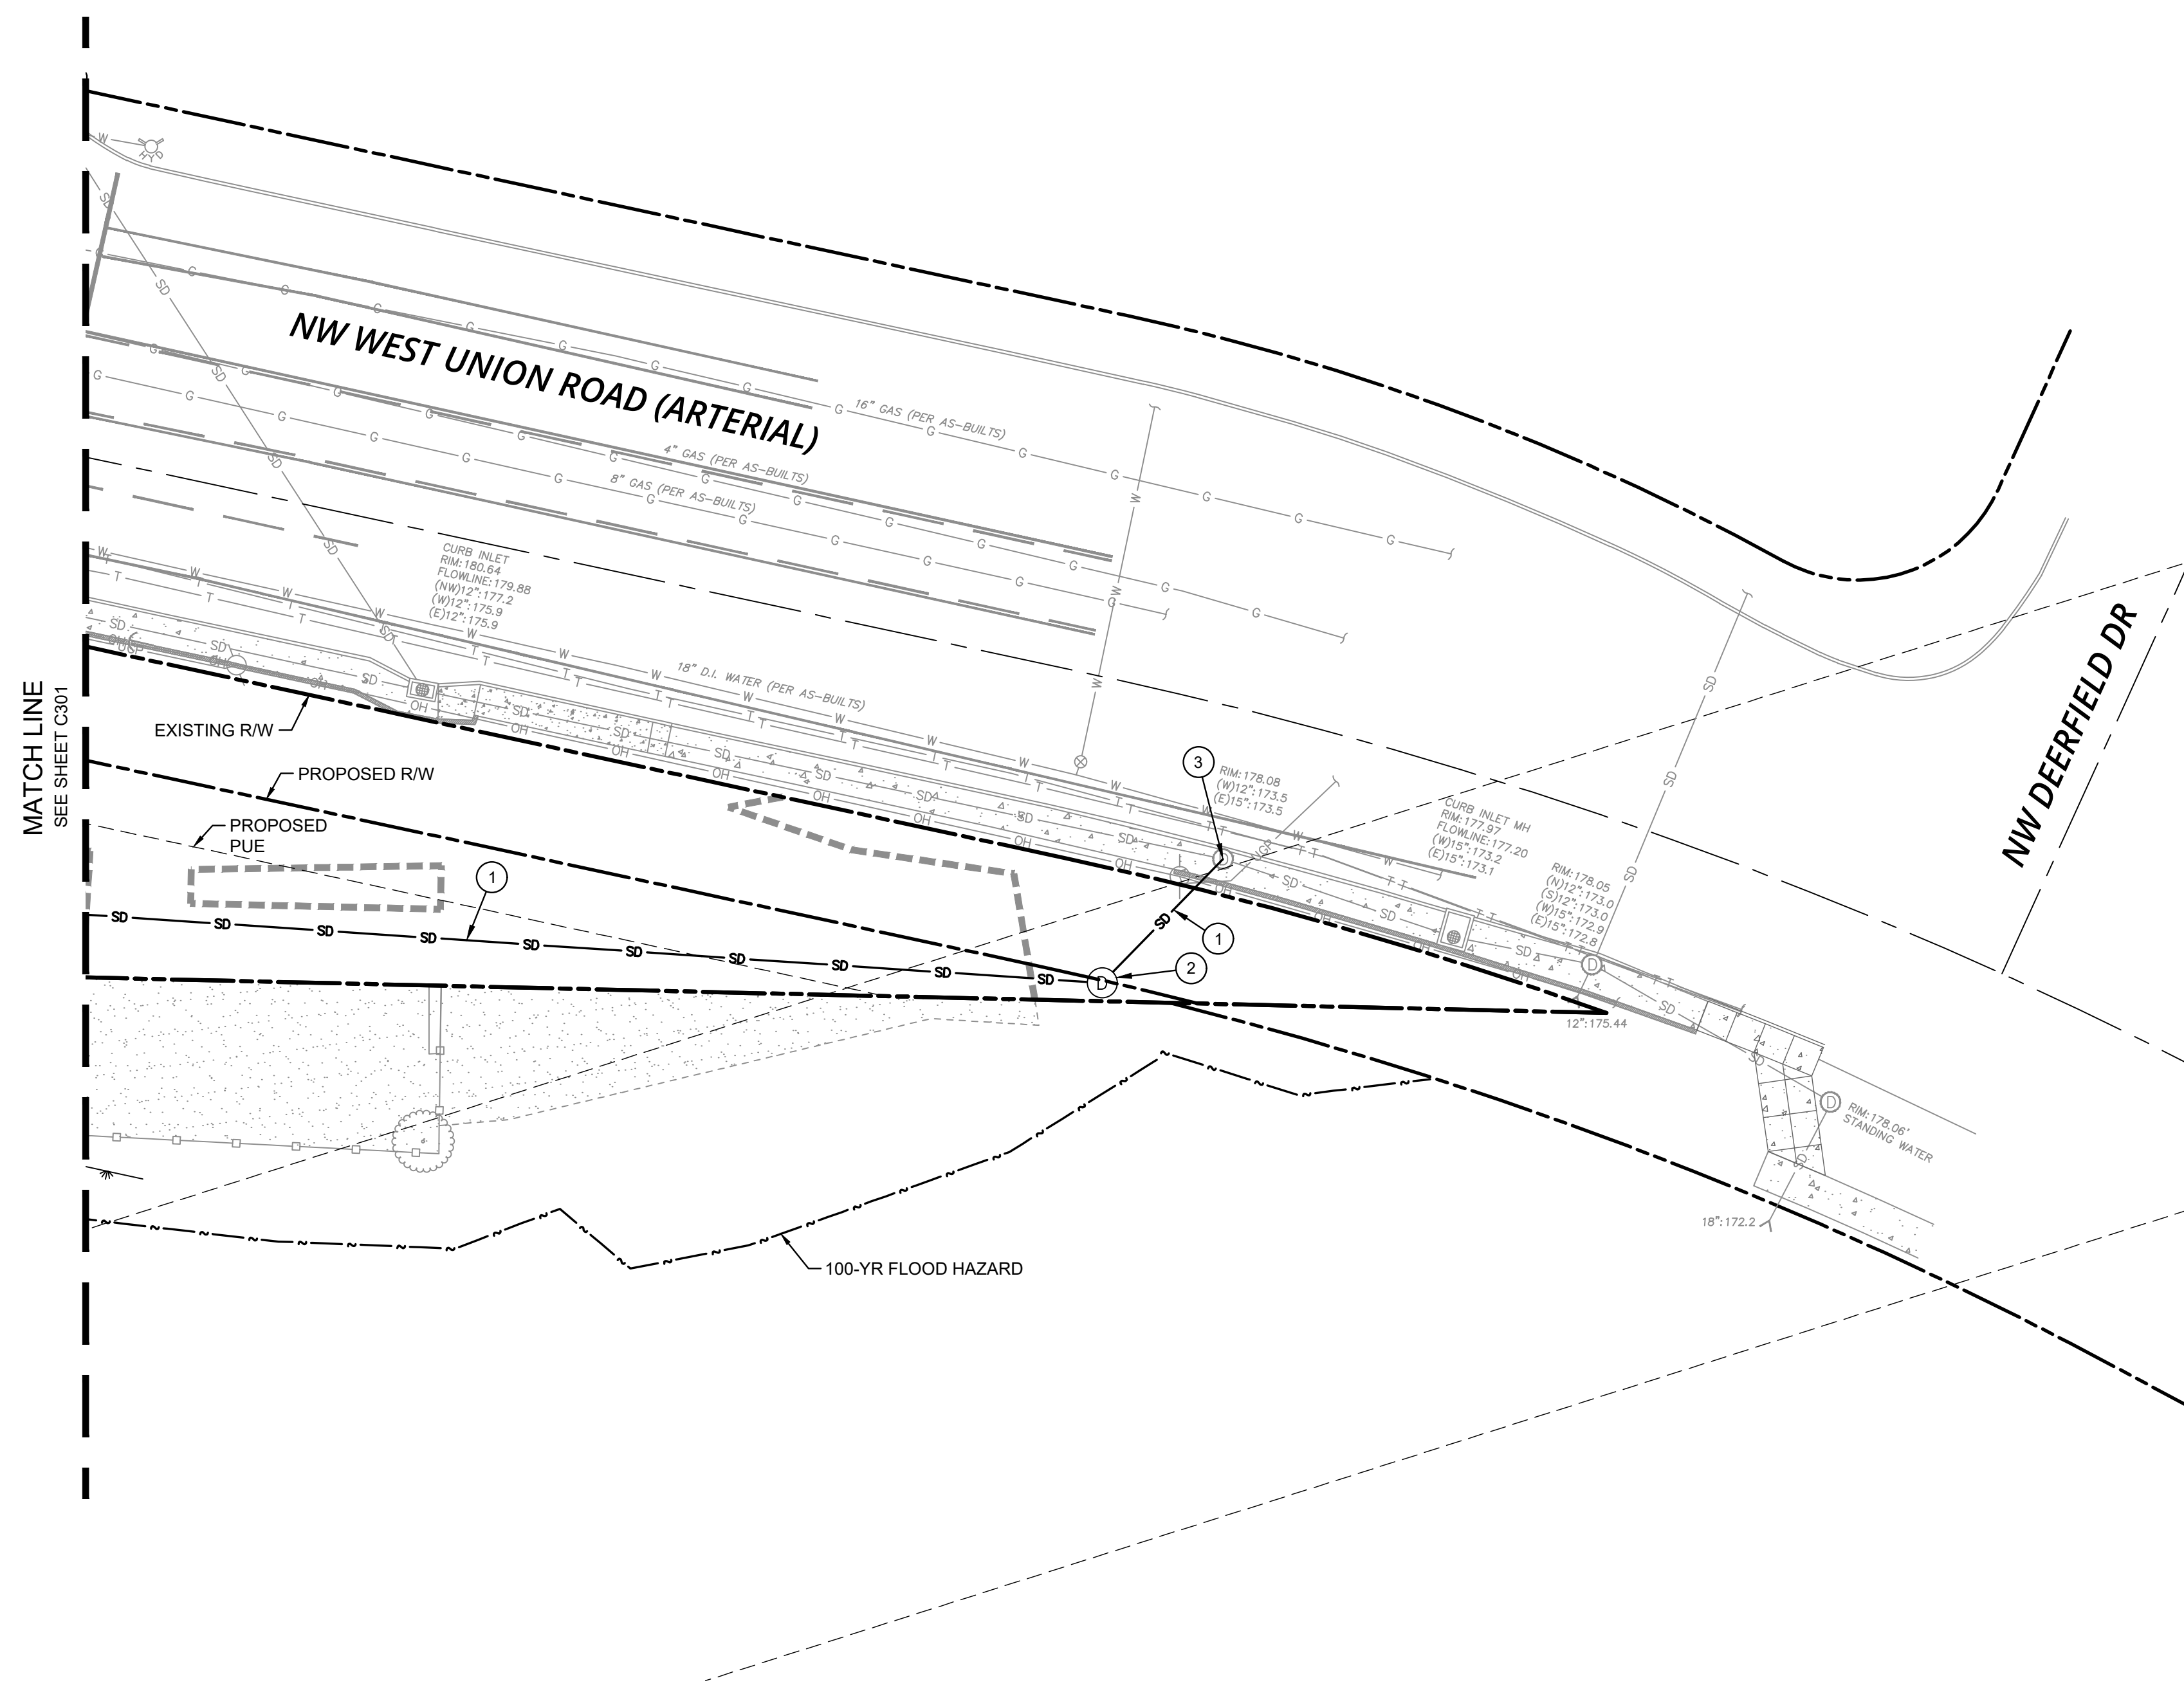 NW WEST UNION ROAD (ARTERIAL)
16" GAS (PER AS-BUILTS)
4" GAS (PER AS-BUILTS)
8" GAS (PER AS-BUILTS)
CURB INLET
RIM:180.64
FLOWLINE:179.88
(NW)12":177.2
(W)12":175.9
(E)12":175.9
18" D.I. WATER (PER AS-BUILTS)
MATCH LINE
SEE SHEET C301
EXISTING R/W
PROPOSED R/W
PROPOSED
PUE
1
3
RIM:178.08
(W)12":173.5
(E)15":173.5
UGP
CURB INLET MH
RIM:177.97
FLOWLINE:177.20
(W)15":173.2
(E)15":173.1
RIM:178.05
(N)12":173.0
(S)12":173.0
(W)15":172.9
(E)15":172.8
NW DEERFIELD DR
1
2
D
12":175.44
RIM:178.06'
STANDING WATER
18":172.2
100-YR FLOOD HAZARD